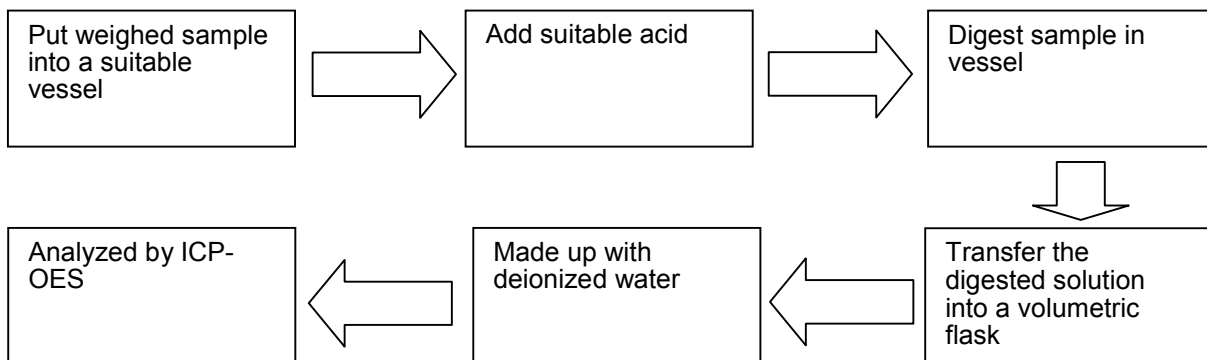 Put weighed sample
into a suitable
vessel
Add suitable acid
Digest sample in
vessel
Transfer the
digested solution
into a volumetric
flask
Made up with
deionized water
Analyzed by ICP-
OES